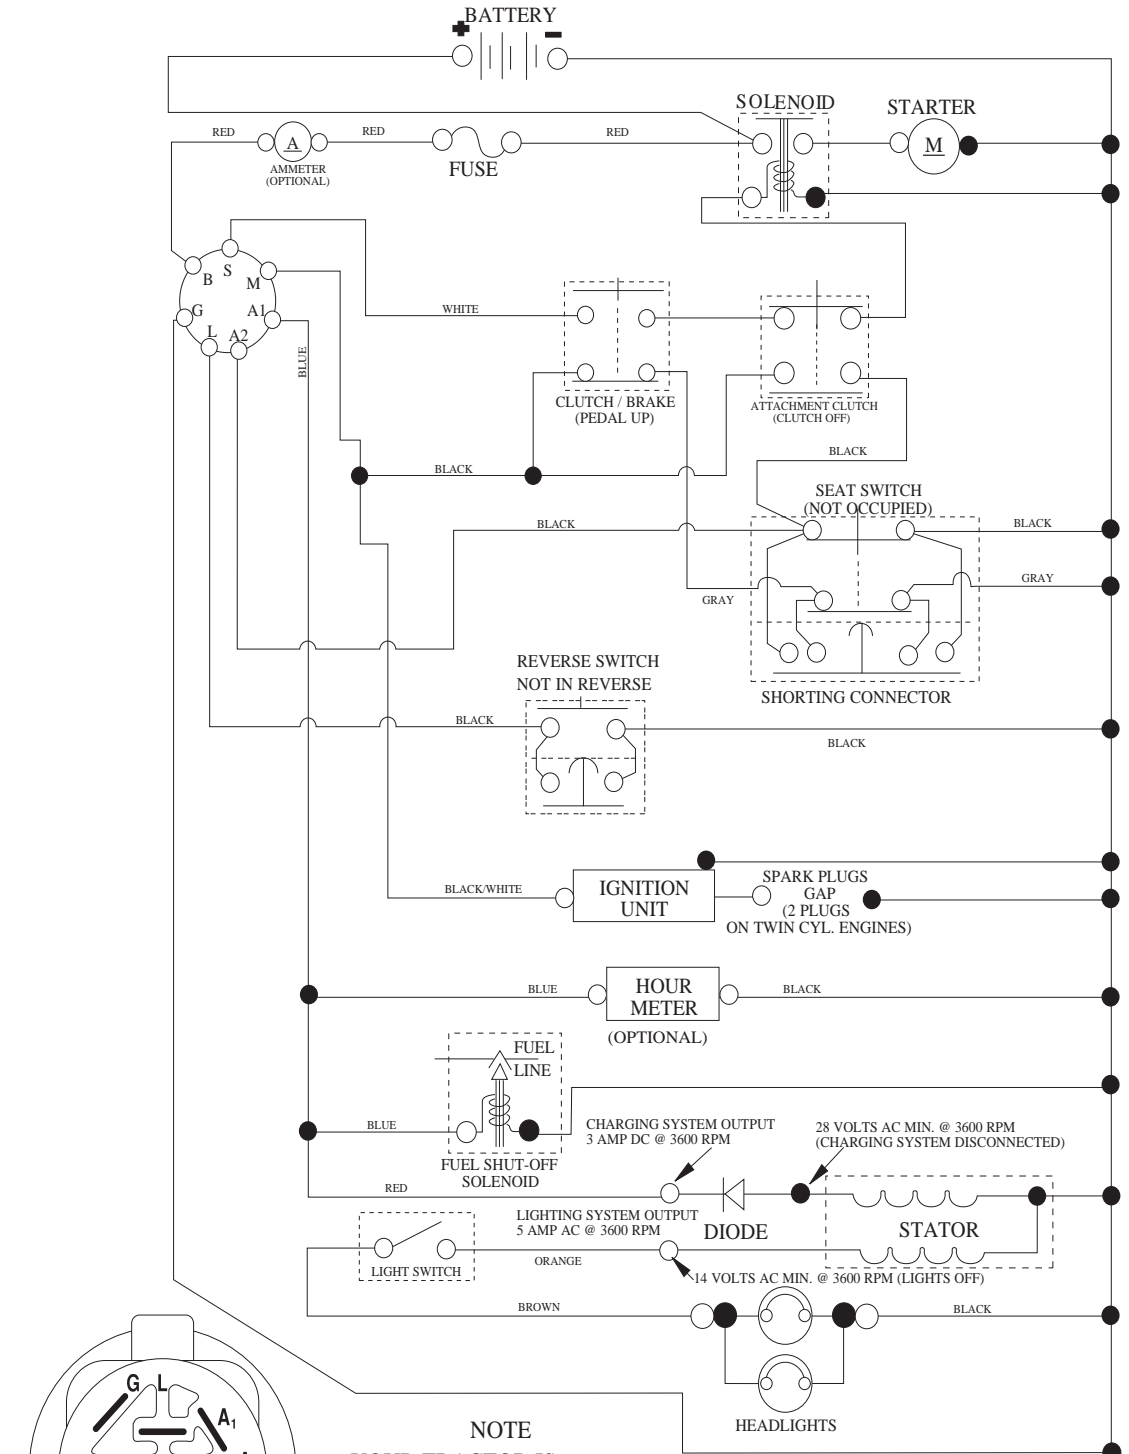 BATTERY
SOLENOID
STARTER
RED
A
RED
RED
M
AMMETER
(OPTIONAL)
FUSE
B
S
M
G
A1
L
A2
WHITE
BLUE
CLUTCH / BRAKE
(PEDAL UP)
ATTACHMENT CLUTCH
(CLUTCH OFF)
BLACK
BLACK
SEAT SWITCH
(NOT OCCUPIED)
BLACK
BLACK
GRAY
GRAY
REVERSE SWITCH
NOT IN REVERSE
SHORTING CONNECTOR
BLACK
BLACK
BLACK/WHITE
IGNITION
UNIT
SPARK PLUGS
GAP
(2 PLUGS
ON TWIN CYL. ENGINES)
BLUE
HOUR
METER
BLACK
(OPTIONAL)
FUEL
LINE
BLUE
FUEL SHUT-OFF
SOLENOID
CHARGING SYSTEM OUTPUT
3 AMP DC @ 3600 RPM
28 VOLTS AC MIN. @ 3600 RPM
(CHARGING SYSTEM DISCONNECTED)
RED
LIGHTING SYSTEM OUTPUT
5 AMP AC @ 3600 RPM
DIODE
STATOR
LIGHT SWITCH
ORANGE
14 VOLTS AC MIN. @ 3600 RPM (LIGHTS OFF)
BROWN
BLACK
HEADLIGHTS
G
L
A1
NOTE
YOUR TRACTOR IS